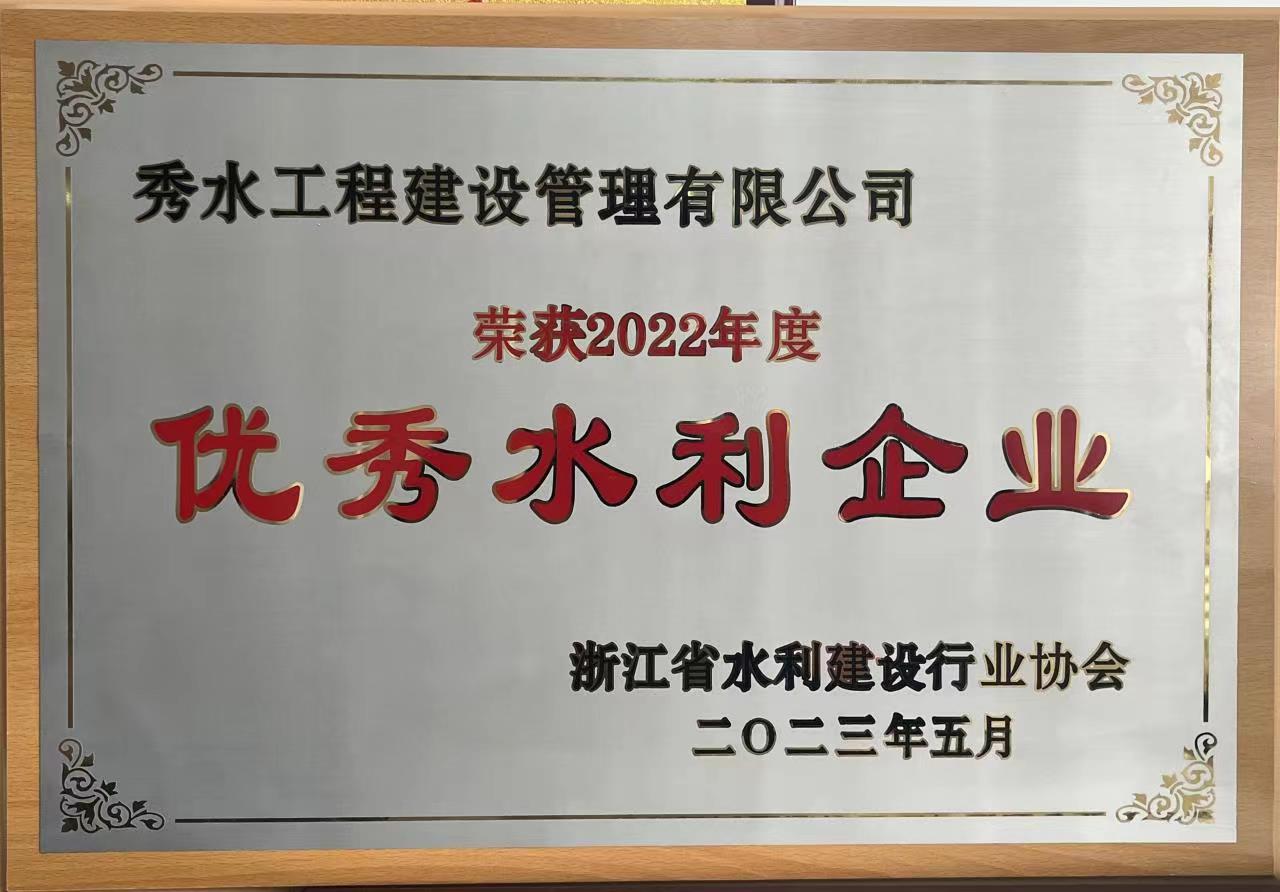 秀水工程建设管理有限公司
荣获2022年度
优秀水利企业
浙江省水利建设行业协会
二〇二三年五月